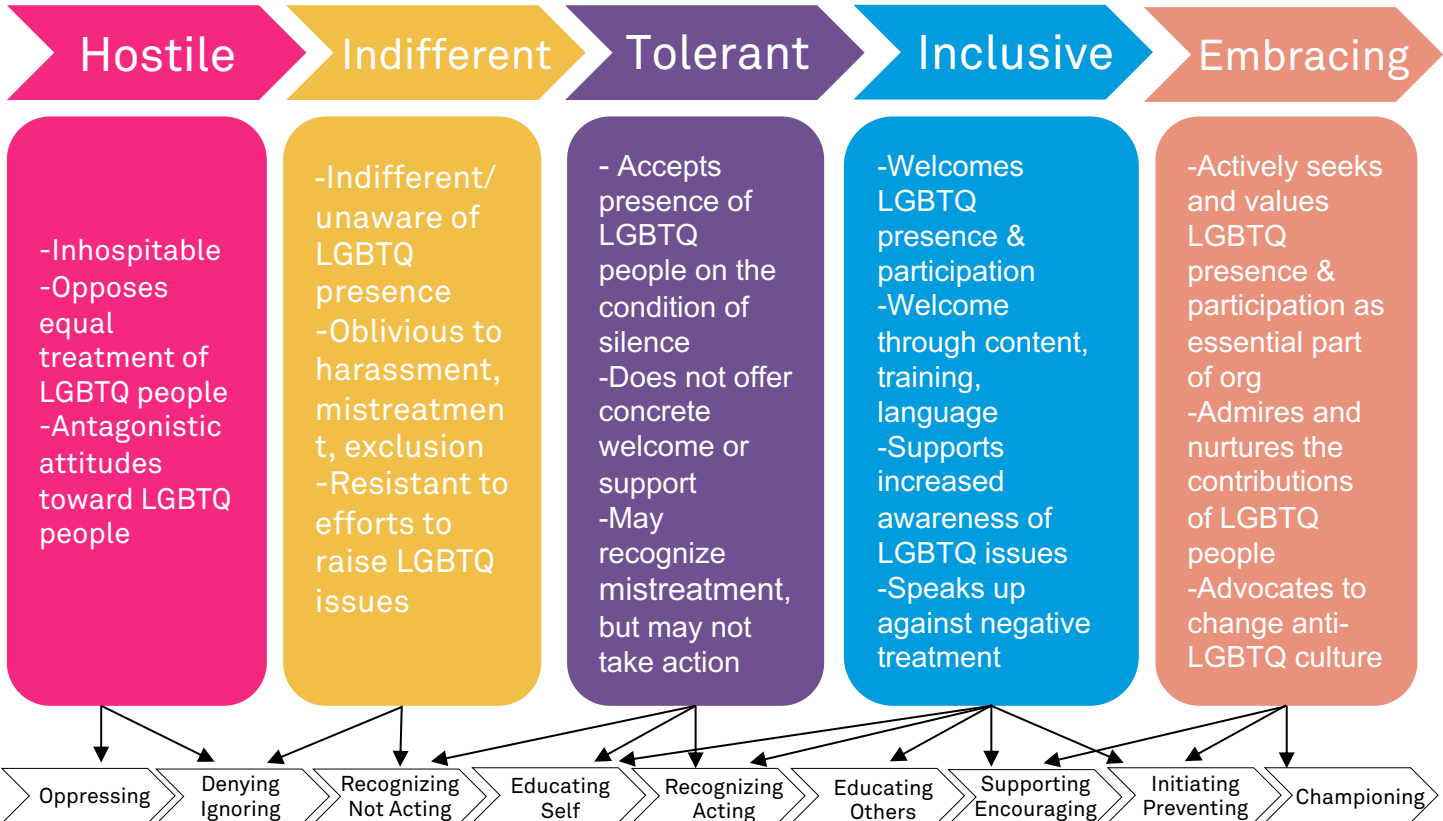 Hostile
Indifferent
Tolerant
Inclusive
Embracing
-Inhospitable
-Opposes
equal
treatment of
LGBTQ people
-Antagonistic
attitudes
toward LGBTQ
people
-Indifferent/
unaware of
LGBTQ
presence
-Oblivious to
harassment,
mistreatmen
t, exclusion
-Resistant to
efforts to
raise LGBTQ
issues
- Accepts
presence of
LGBTQ
people on the
condition of
silence
-Does not offer
concrete
welcome or
support
-May
recognize
mistreatment,
but may not
take action
-Welcomes
LGBTQ
presence &
participation
-Welcome
through content,
training,
language
-Supports
increased
awareness of
LGBTQ issues
-Speaks up
against negative
treatment
-Actively seeks
and values
LGBTQ
presence &
participation as
essential part
of org
-Admires and
nurtures the
contributions
of LGBTQ
people
-Advocates to
change anti-
LGBTQ culture
Oppressing
Denying
Ignoring
Recognizing
Not Acting
Educating
Self
Recognizing
Acting
Educating
Others
Supporting
Encouraging
Initiating
Preventing
Championing